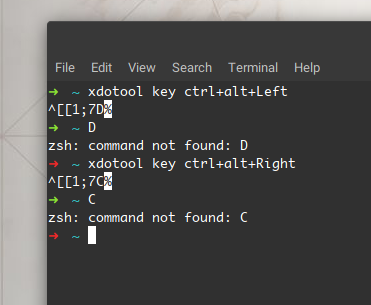 File Edit View Search Terminal Help
➜ ~ xdotool key ctrl+alt+Left
^[[1;7D%
➜ ~ D
zsh: command not found: D
➜ ~ xdotool key ctrl+alt+Right
^[[1;7C%
➜ ~ C
zsh: command not found: C
➜ ~